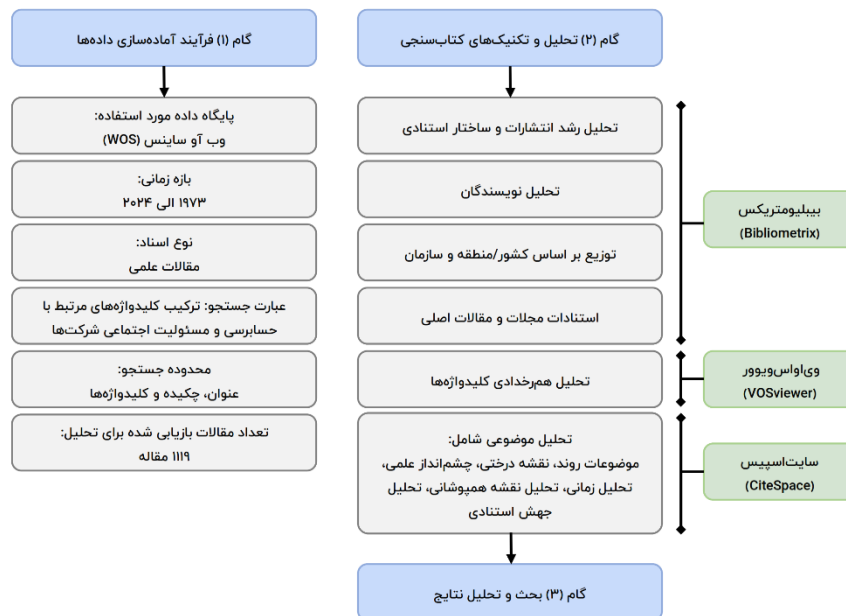 گام (۱) فرآیند آماده‌سازی داده‌ها
پایگاه داده مورد استفاده:
وب آو ساینس (WOS)
بازه زمانی:
۱۹۷۳ الی ۲۰۲۴
نوع اسناد:
مقالات علمی
عبارت جستجو: ترکیب کلیدواژه‌های مرتبط با
حسابرسی و مسئولیت اجتماعی شرکت‌ها
محدوده جستجو:
عنوان، چکیده و کلیدواژه‌ها
تعداد مقالات بازیابی شده برای تحلیل:
۱۱۱۹ مقاله
گام (۲) تحلیل و تکنیک‌های کتاب‌سنجی
تحلیل رشد انتشارات و ساختار استنادی
تحلیل نویسندگان
توزیع بر اساس کشور/منطقه و سازمان
استنادات مجلات و مقالات اصلی
تحلیل هم‌رخدادی کلیدواژه‌ها
تحلیل موضوعی شامل:
موضوعات روند، نقشه درختی، چشم‌انداز علمی،
تحلیل زمانی، تحلیل نقشه همپوشانی، تحلیل
جهش استنادی
بیبلیومتریکس
(Bibliometrix)
وی‌اواس‌ویوور
(VOSviewer)
سایت‌اسپیس
(CiteSpace)
گام (۳) بحث و تحلیل نتایج